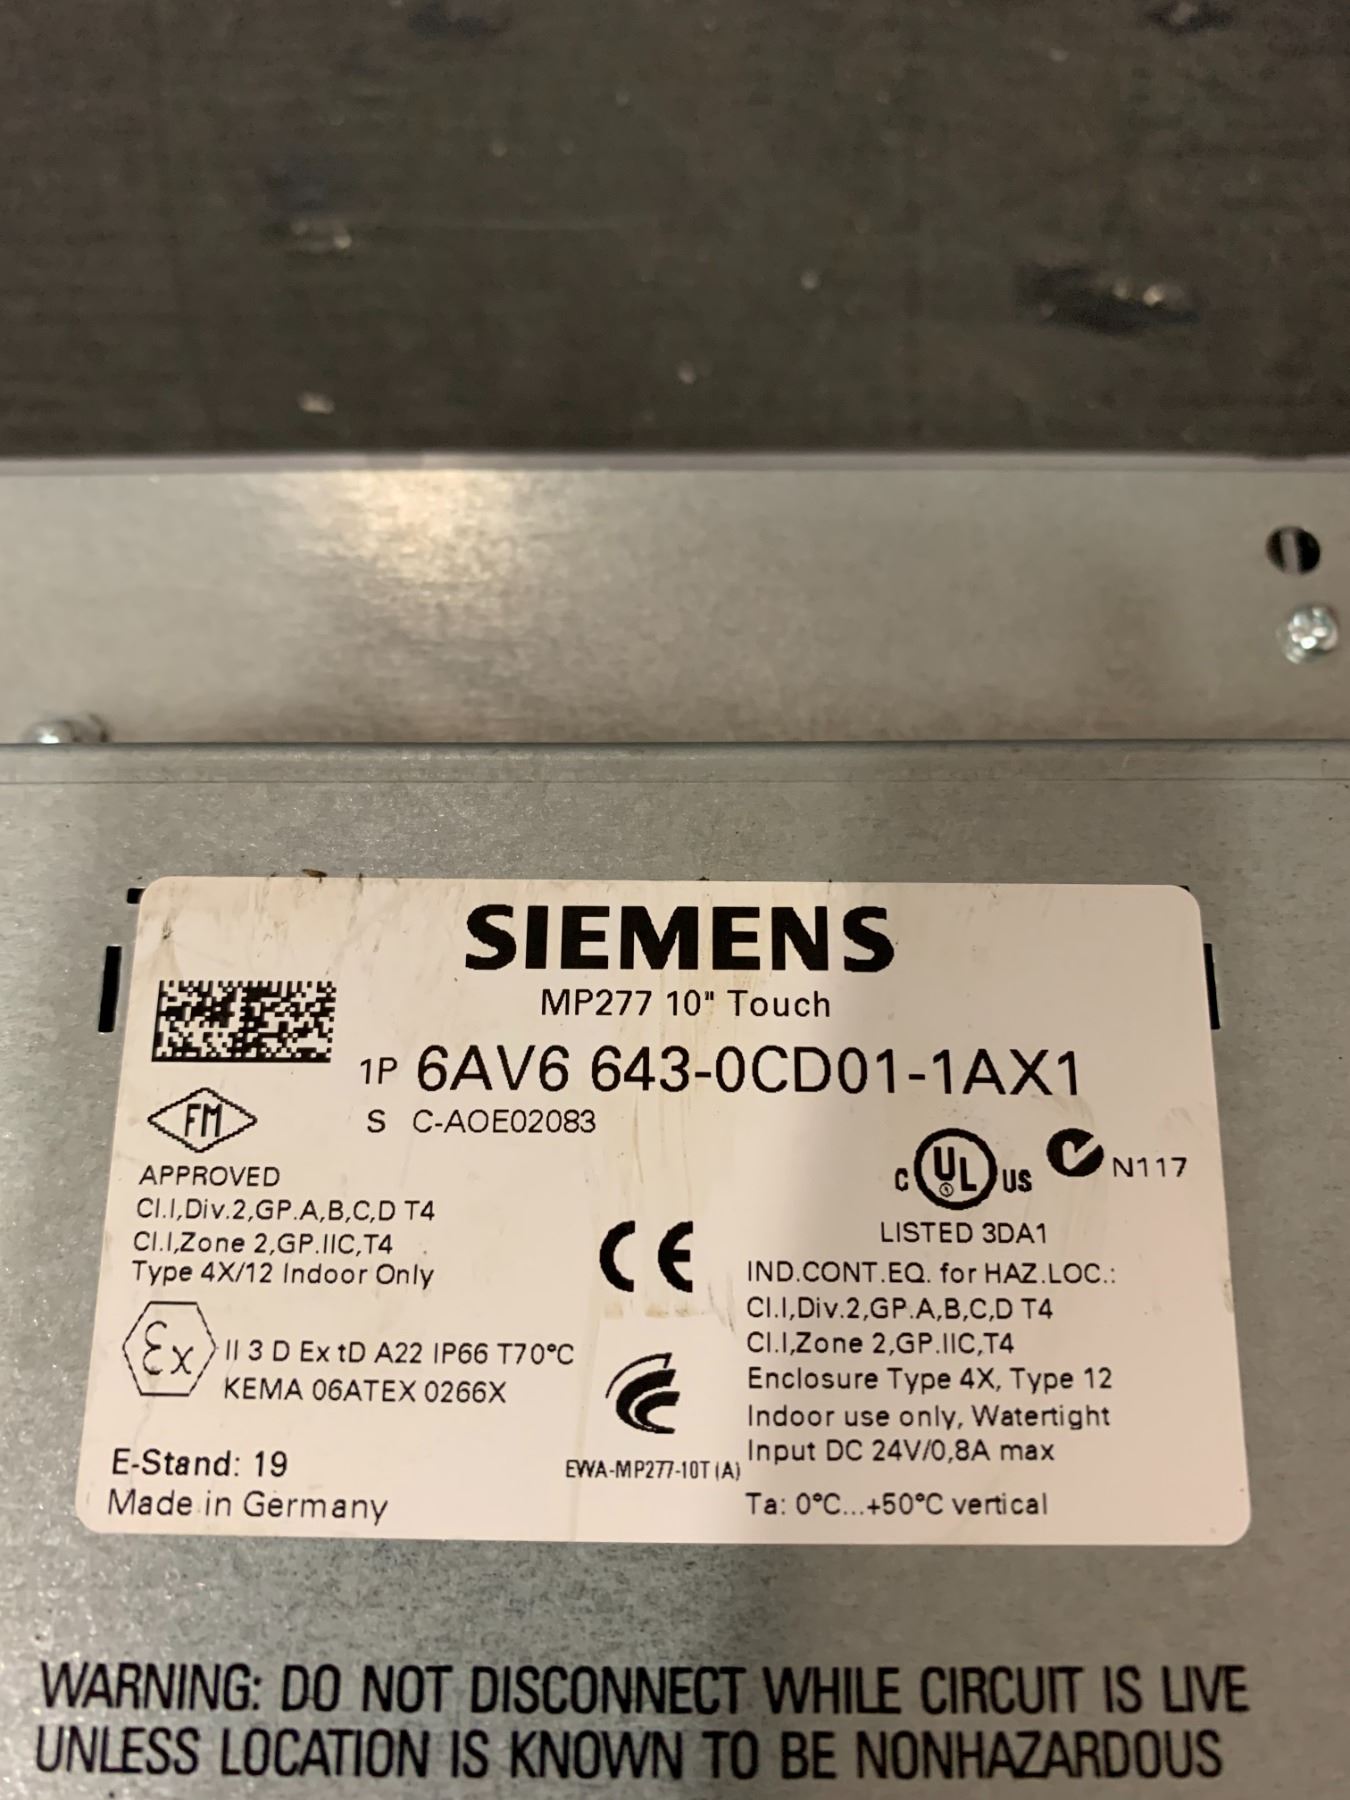 SIEMENS
MP277 10" Touch
1P 6AV6 643-0CD01-1AX1
S C-AOE02083
FM
APPROVED
Cl.I,Div.2,GP.A,B,C,D T4
Cl.I,Zone 2,GP.IIC,T4
Type 4X/12 Indoor Only
Ex II 3 D Ex tD A22 IP66 T70°C
KEMA 06ATEX 0266X
E-Stand: 19
Made in Germany
CE
EWA-MP277-10T(A)
C UL US N117
LISTED 3DA1
IND.CONT.EQ. for HAZ.LOC.:
Cl.I,Div.2,GP.A,B,C,D T4
Cl.I,Zone 2,GP.IIC,T4
Enclosure Type 4X, Type 12
Indoor use only, Watertight
Input DC 24V/0,8A max
Ta: 0°C...+50°C vertical
WARNING: DO NOT DISCONNECT WHILE CIRCUIT IS LIVE
UNLESS LOCATION IS KNOWN TO BE NONHAZARDOUS